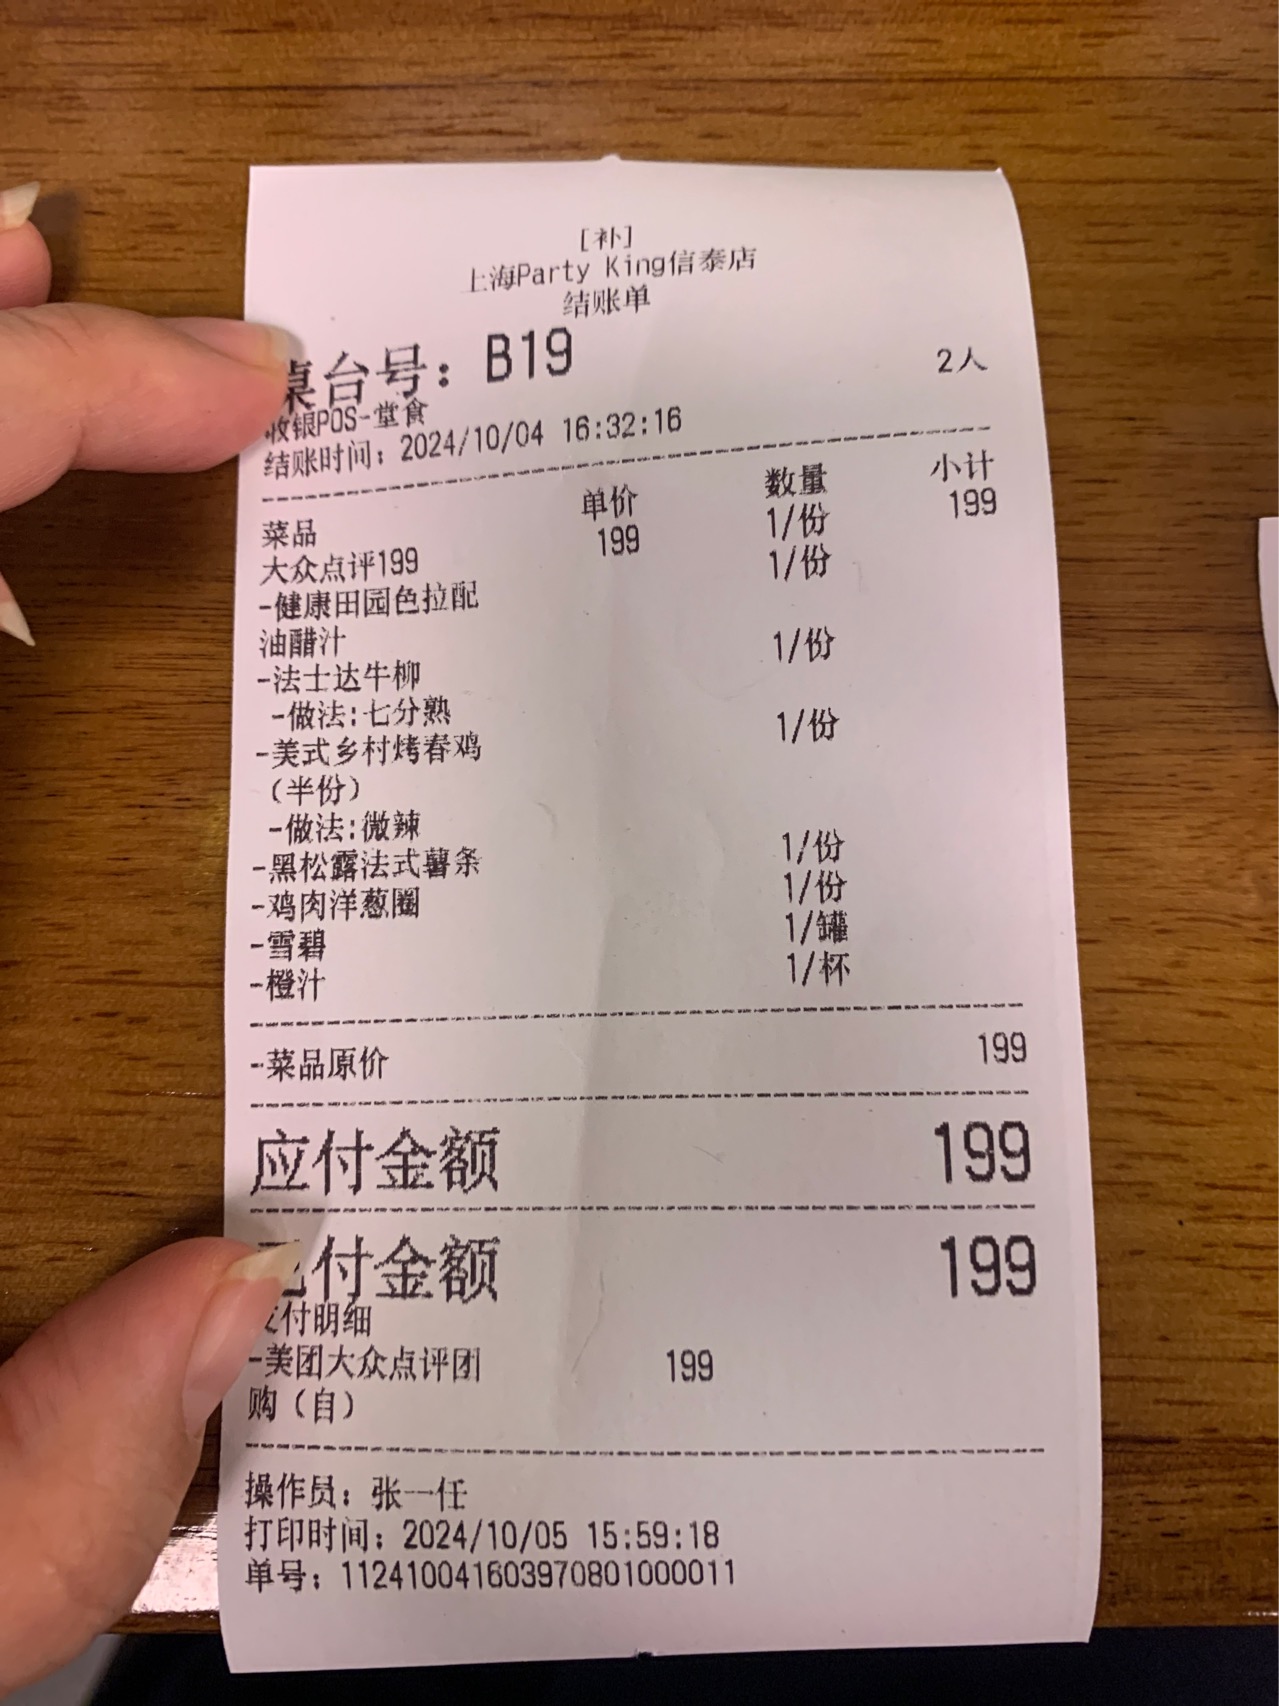 [补]
上海Party King信泰店
结账单
桌台号：B19 2人
收银POS-堂食
结账时间：2024/10/04 16:32:16
菜品 单价 数量 小计
大众点评199 199 1/份 199
-健康田园色拉配 1/份
油醋汁
-法士达牛柳 1/份
-做法:七分熟
-美式乡村烤春鸡 1/份
（半份）
-做法:微辣
-黑松露法式薯条 1/份
-鸡肉洋葱圈 1/份
-雪碧 1/罐
-橙汁 1/杯
-菜品原价 199
应付金额 199
已付金额 199
支付明细
-美团大众点评团 199
购（自）
操作员：张一任
打印时间：2024/10/05 15:59:18
单号：112410041603970801000011